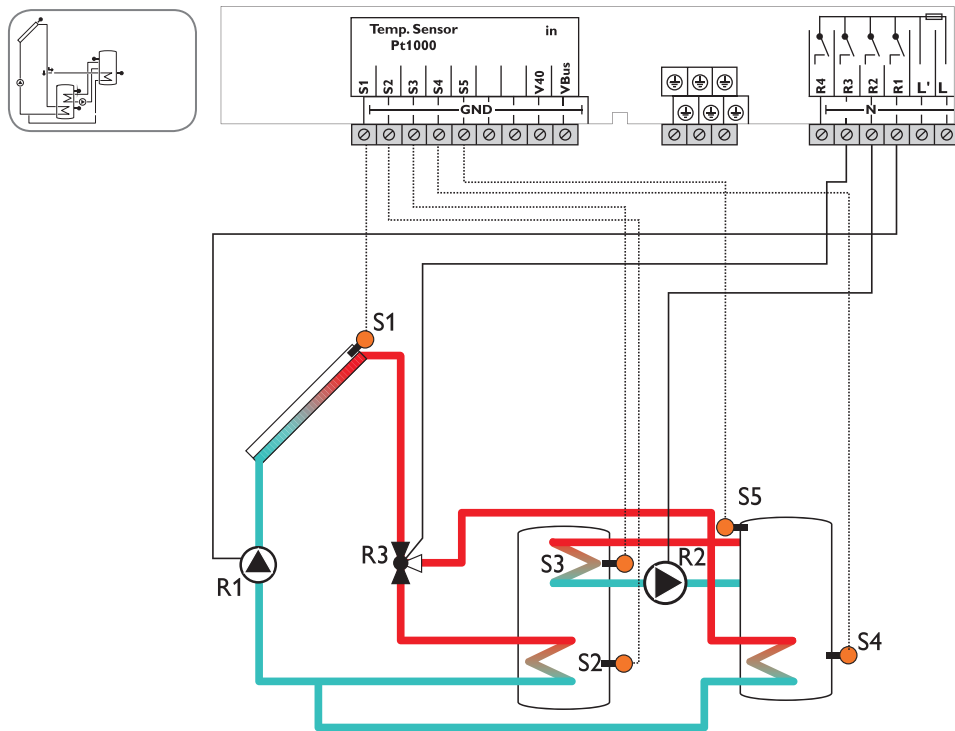 Temp. Sensor in
Pt1000
S1 S2 S3 S4 S5 V40 VBus
GND
R4 R3 R2 R1 L' L
N
S1
S5
R3
S3
R2
R1
S2
S4